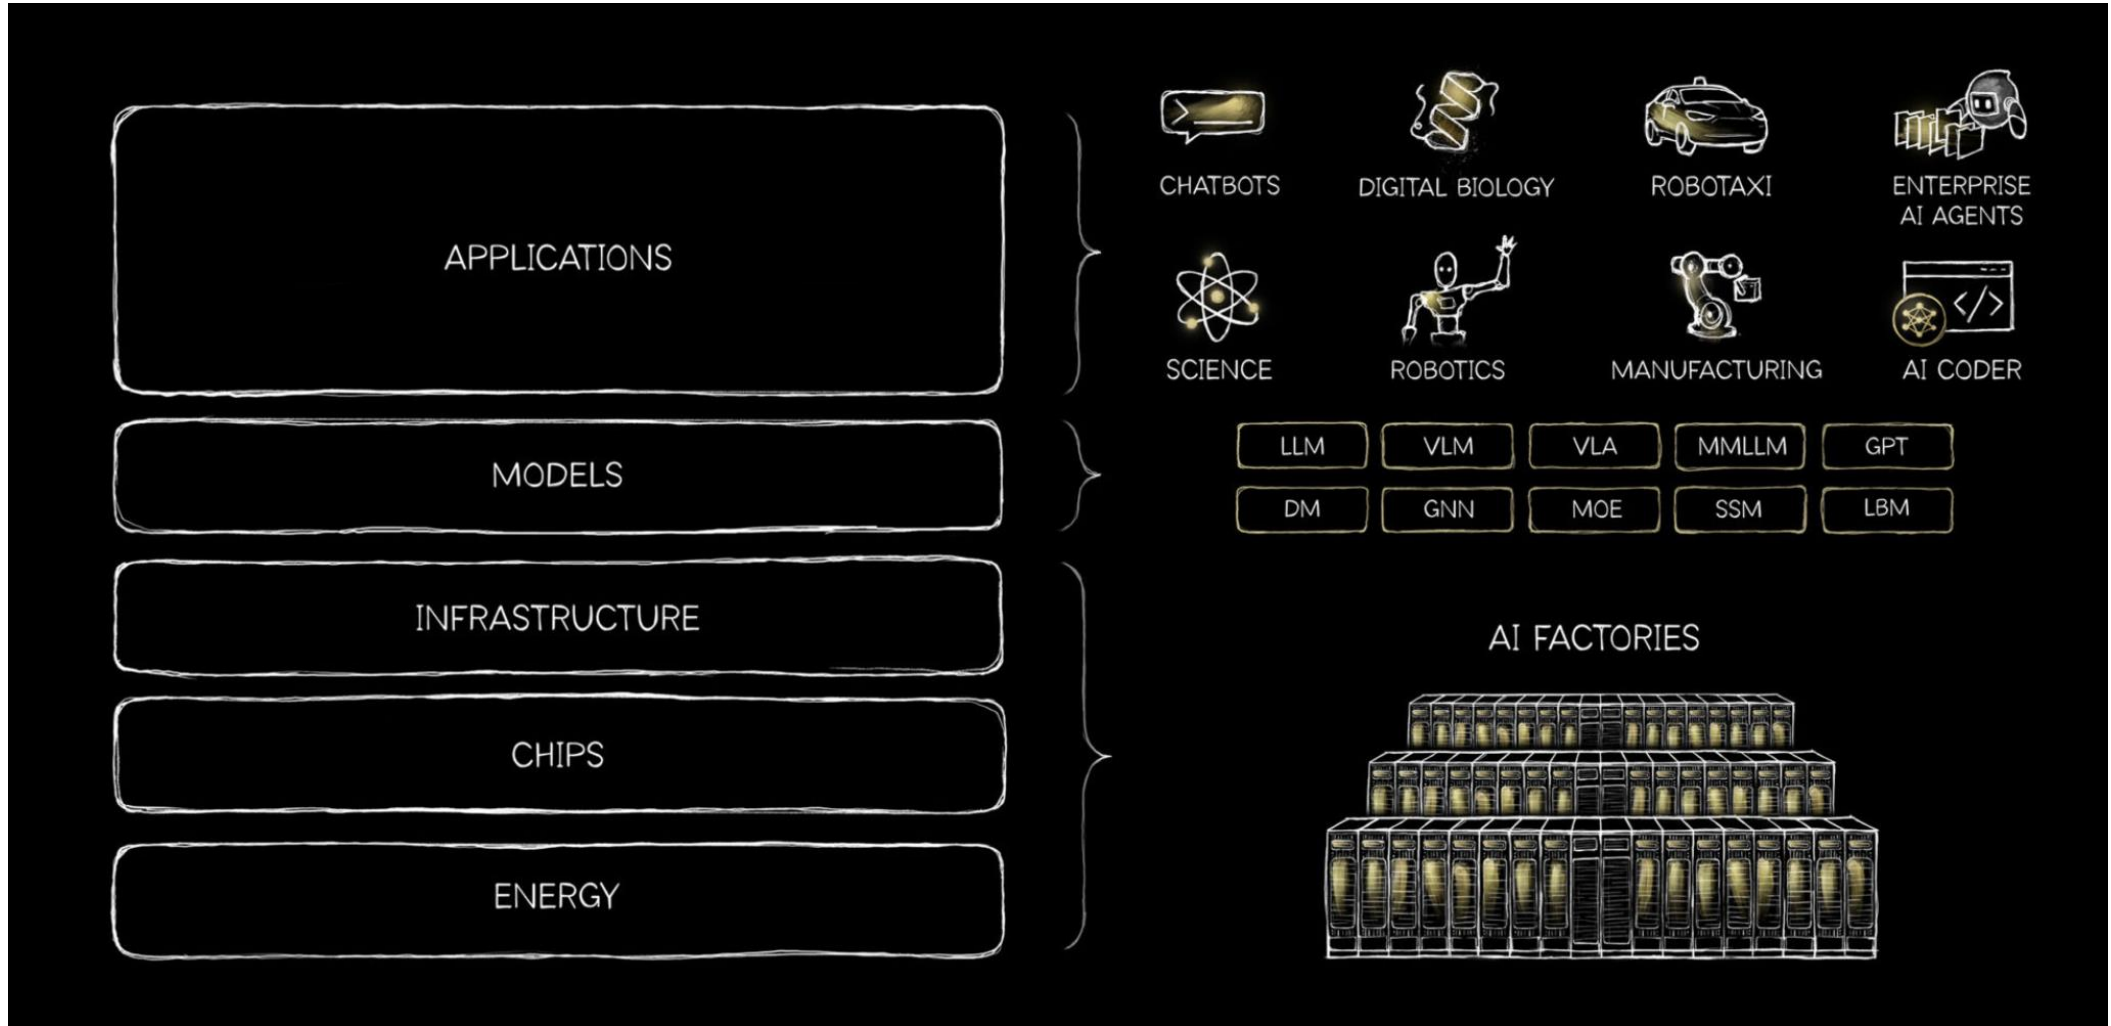 APPLICATIONS
CHATBOTS
DIGITAL BIOLOGY
ROBOTAXI
ENTERPRISE
AI AGENTS
SCIENCE
ROBOTICS
MANUFACTURING
</>
AI CODER
MODELS
LLM
VLM
VLA
MMLLM
GPT
DM
GNN
MOE
SSM
LBM
INFRASTRUCTURE
CHIPS
ENERGY
AI FACTORIES